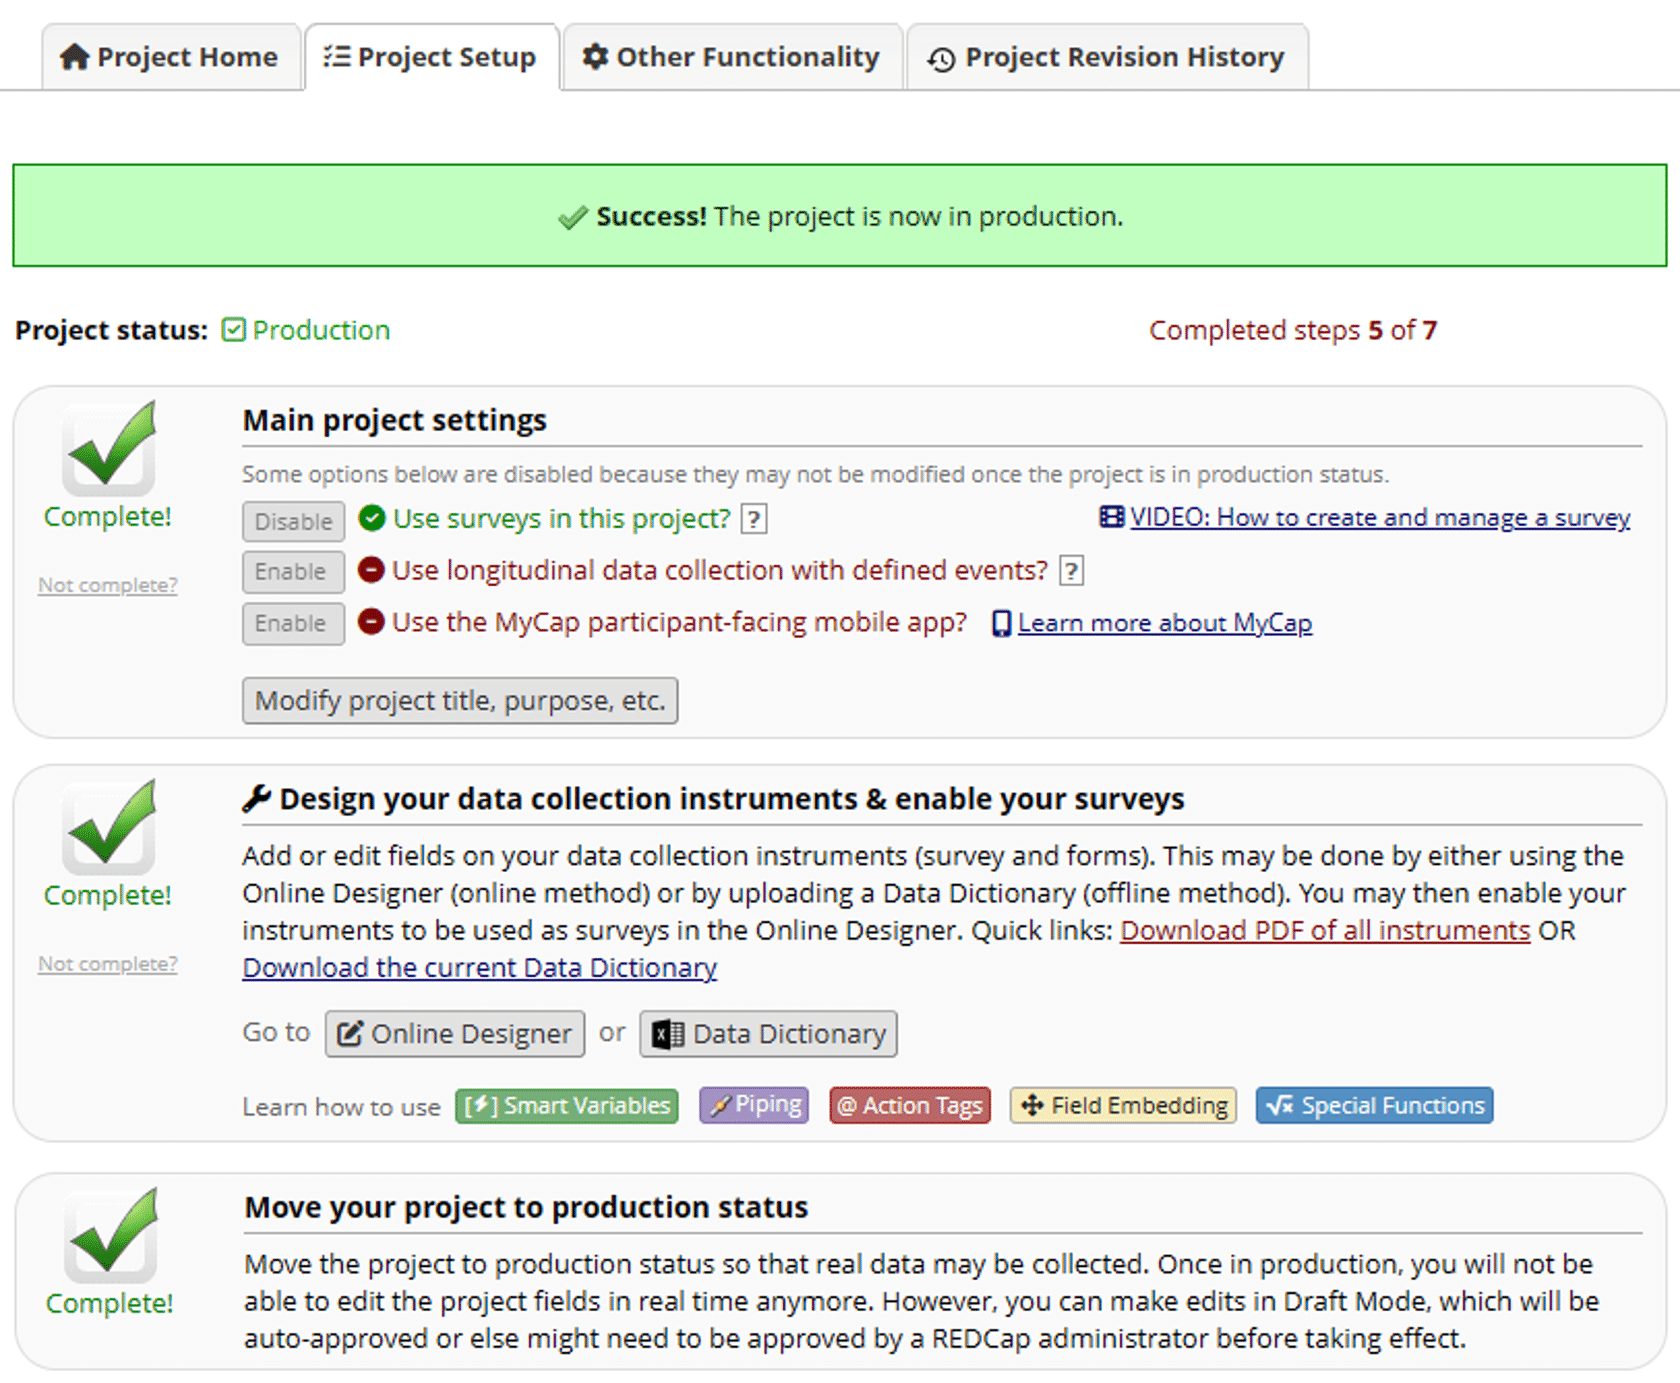 Project Home Project Setup Other Functionality Project Revision History
Success! The project is now in production.
Project status: Production Completed steps 5 of 7
Main project settings
Some options below are disabled because they may not be modified once the project is in production status.
Complete!
Not complete?
Disable Use surveys in this project? ? VIDEO: How to create and manage a survey
Enable Use longitudinal data collection with defined events? ?
Enable Use the MyCap participant-facing mobile app? Learn more about MyCap
Modify project title, purpose, etc.
Design your data collection instruments & enable your surveys
Complete!
Not complete?
Add or edit fields on your data collection instruments (survey and forms). This may be done by either using the
Online Designer (online method) or by uploading a Data Dictionary (offline method). You may then enable your
instruments to be used as surveys in the Online Designer. Quick links: Download PDF of all instruments OR
Download the current Data Dictionary
Go to Online Designer or Data Dictionary
Learn how to use [ ] Smart Variables Piping @ Action Tags Field Embedding √x Special Functions
Move your project to production status
Complete!
Move the project to production status so that real data may be collected. Once in production, you will not be
able to edit the project fields in real time anymore. However, you can make edits in Draft Mode, which will be
auto-approved or else might need to be approved by a REDCap administrator before taking effect.